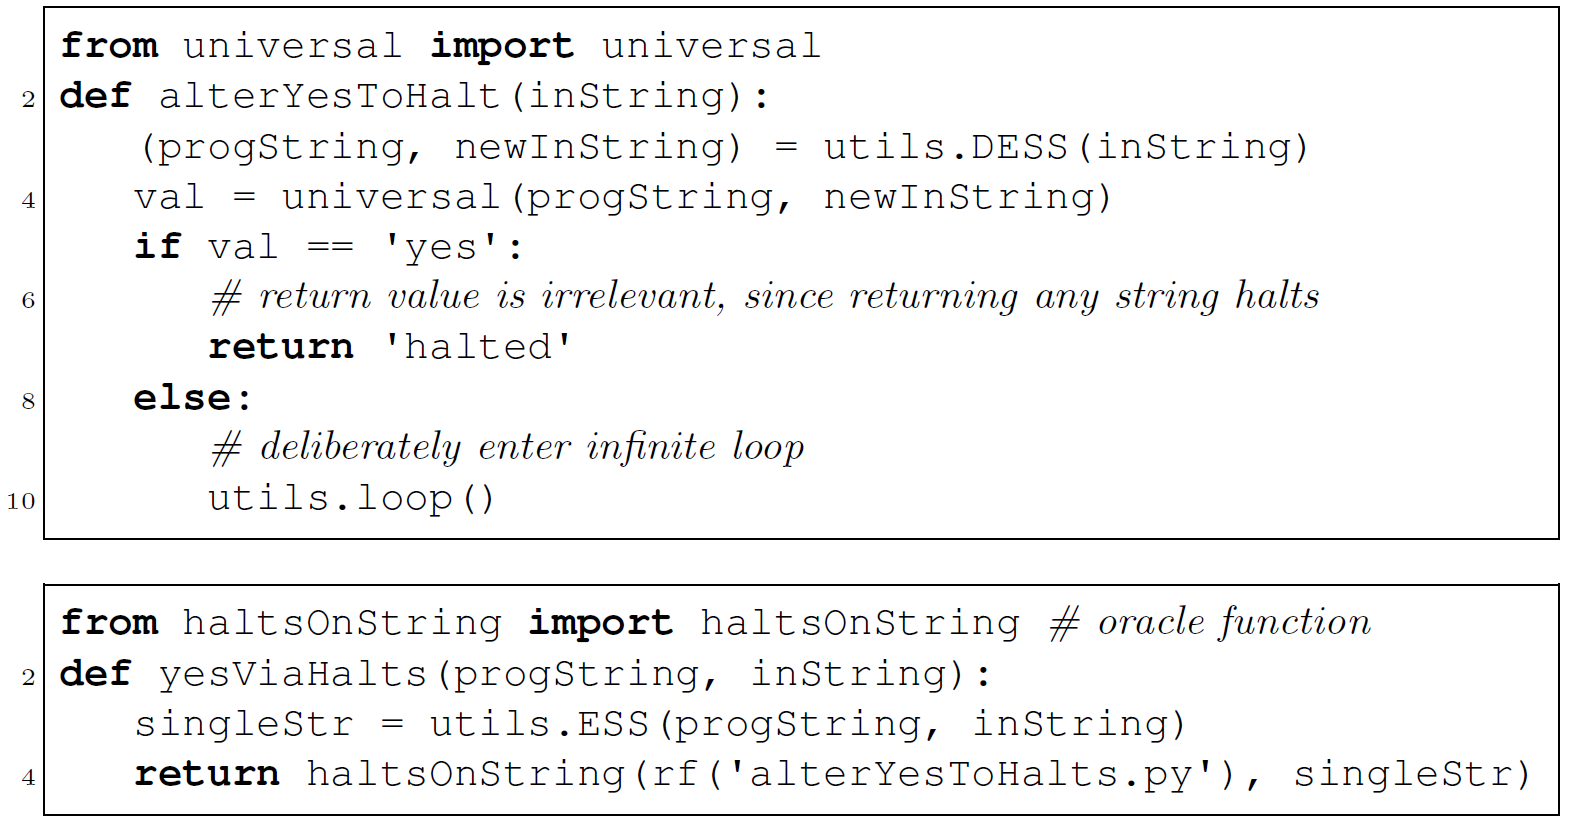 from universal import universal
2 def alterYesToHalt(inString):
(progString, newInString) = utils.DESS(inString)
4 val = universal(progString, newInString)
if val == 'yes':
6 # return value is irrelevant, since returning any string halts
return 'halted'
8 else:
# deliberately enter infinite loop
10 utils.loop()
from haltsOnString import haltsOnString # oracle function
2 def yesViaHalts(progString, inString):
singleStr = utils.ESS(progString, inString)
4 return haltsOnString(rf('alterYesToHalts.py'), singleStr)